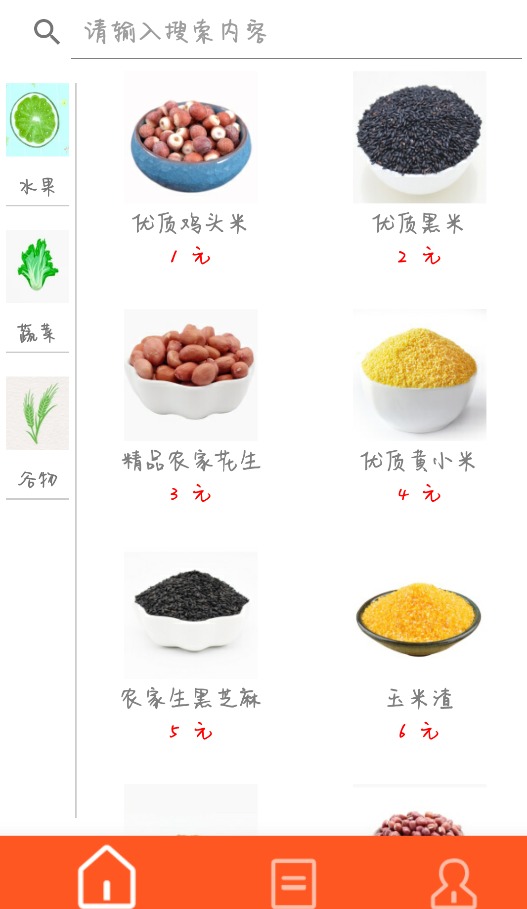 请输入搜索内容
水果
蔬菜
谷物
优质鸡头米
1 元
优质黑米
2 元
精品农家花生
3 元
优质黄小米
4 元
农家生黑芝麻
5 元
玉米渣
6 元